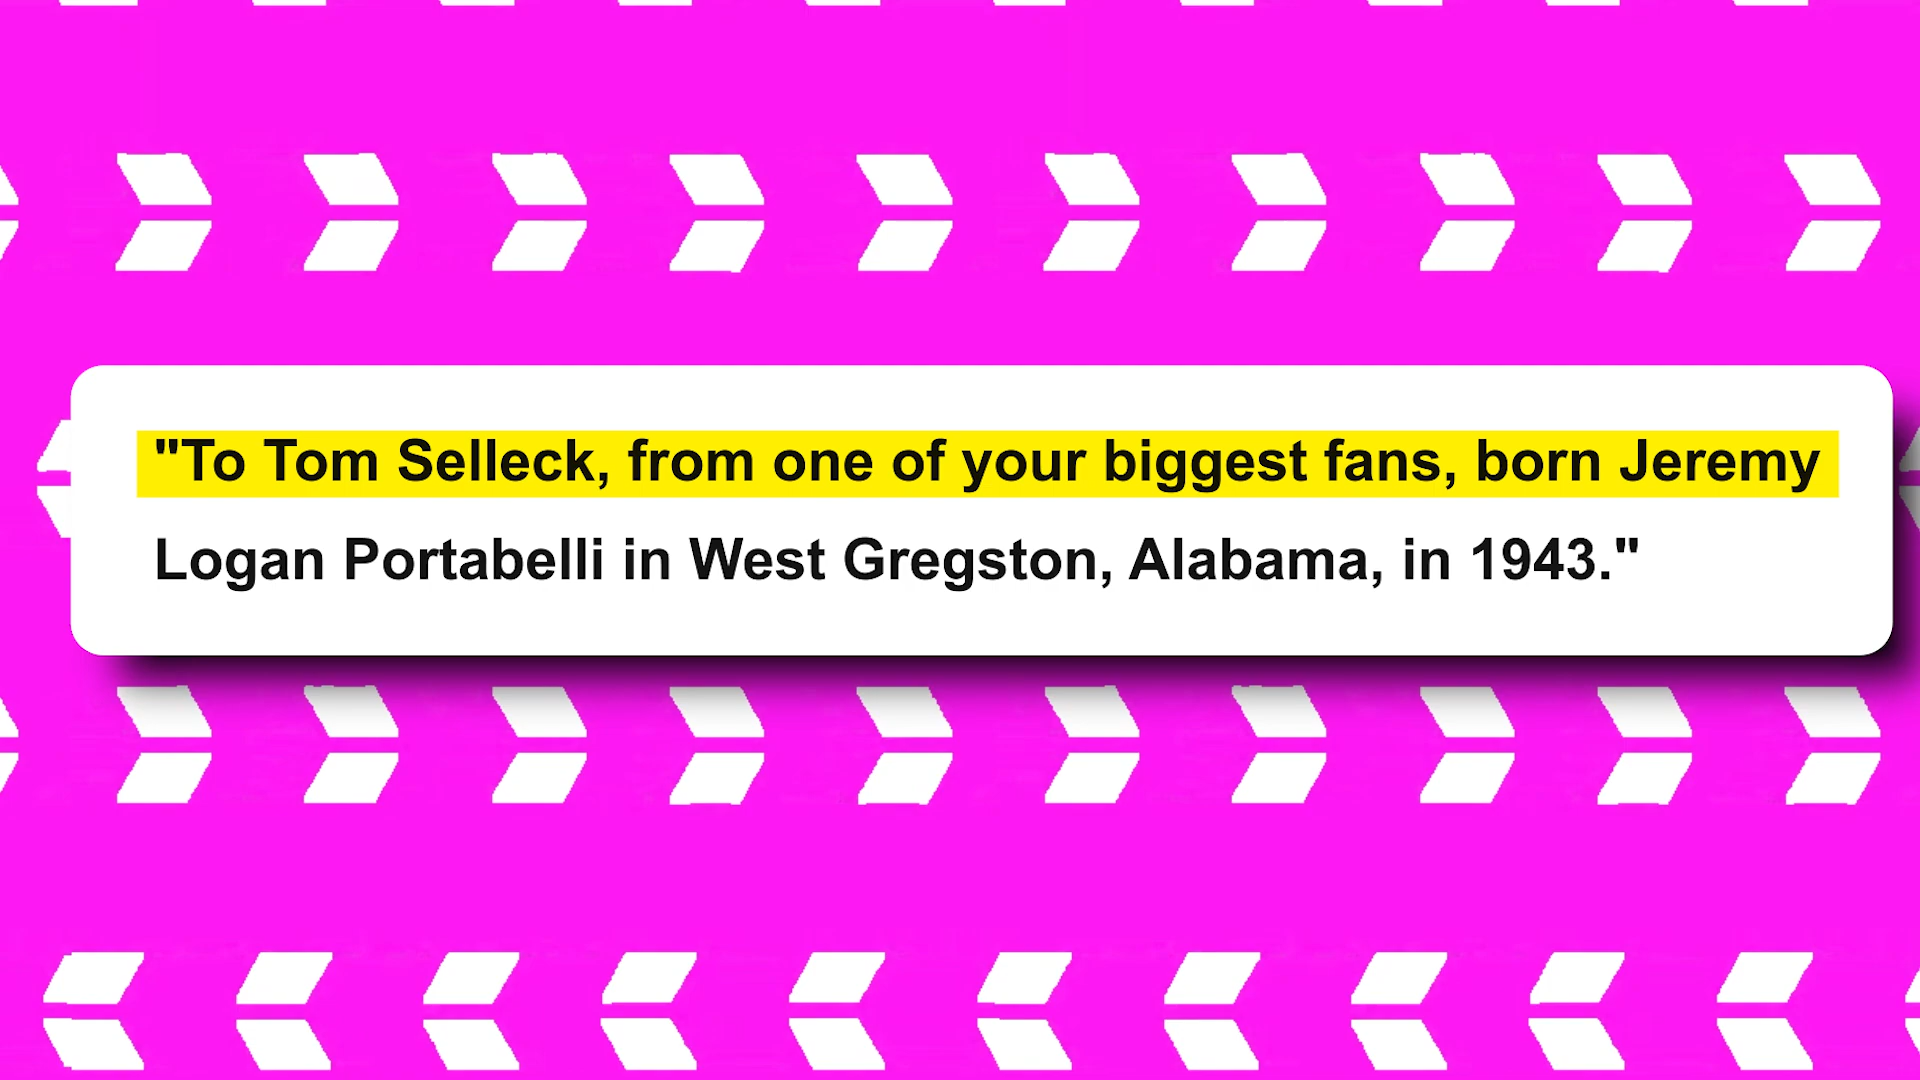 "To Tom Selleck, from one of your biggest fans, born Jeremy
Logan Portabelli in West Gregston, Alabama, in 1943."